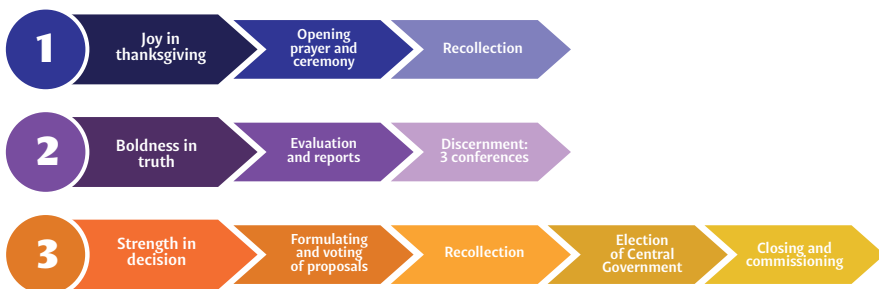 1
Joy in
thanksgiving
Opening
prayer and
ceremony
Recollection
2
Boldness in
truth
Evaluation
and reports
Discernment:
3 conferences
3
Strength in
decision
Formulating
and voting
of proposals
Recollection
Election
of Central
Government
Closing and
commissioning